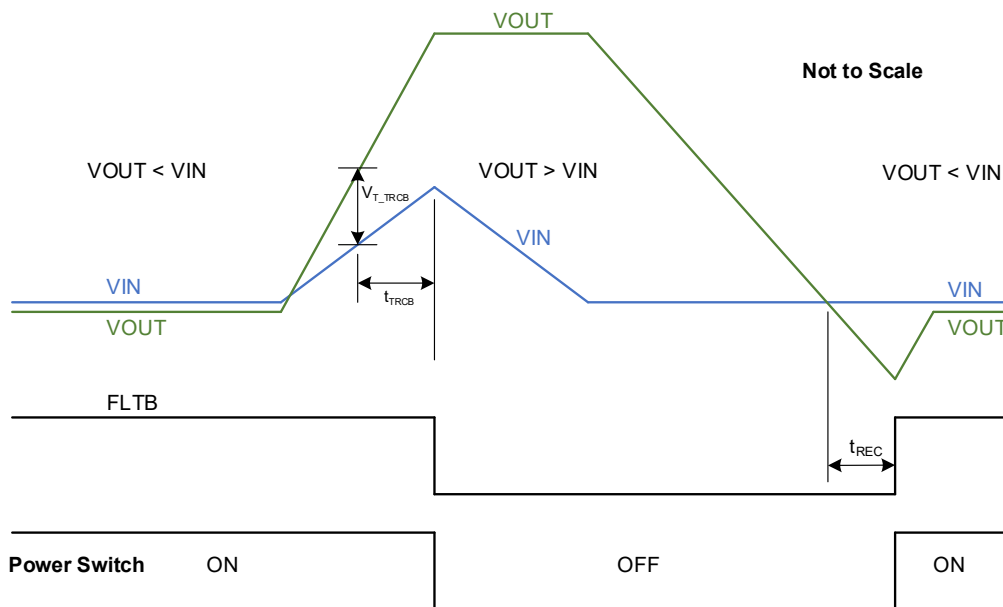 VOUT
Not to Scale
VOUT < VIN
VOUT > VIN
VOUT < VIN
VT_TRCB
VIN
VIN
VIN
tTRCB
VOUT
VOUT
FLTB
tREC
Power Switch ON
OFF
ON